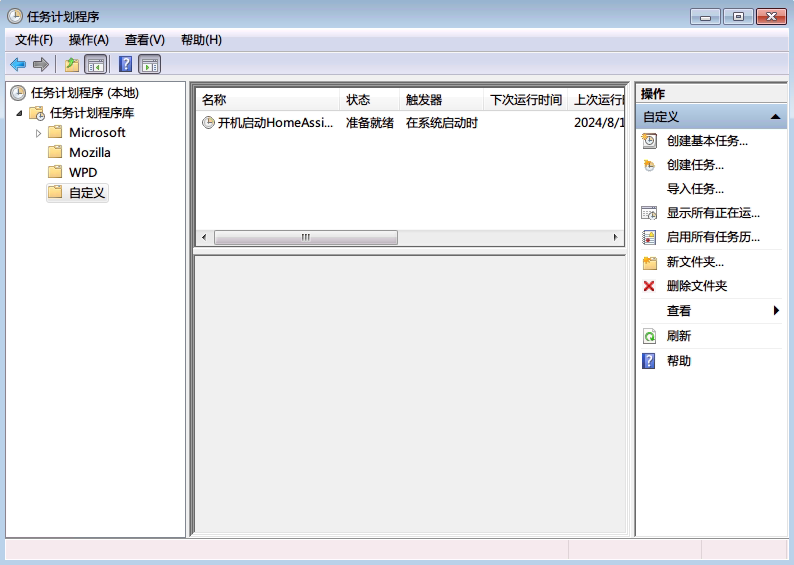 任务计划程序
文件(F) 操作(A) 查看(V) 帮助(H)
任务计划程序 (本地)
任务计划程序库
Microsoft
Mozilla
WPD
自定义
名称 状态 触发器 下次运行时间 上次运行
开机启动HomeAssi... 准备就绪 在系统启动时 2024/8/1
操作
自定义
创建基本任务...
创建任务...
导入任务...
显示所有正在运...
启用所有任务历...
新文件夹...
删除文件夹
查看
刷新
帮助